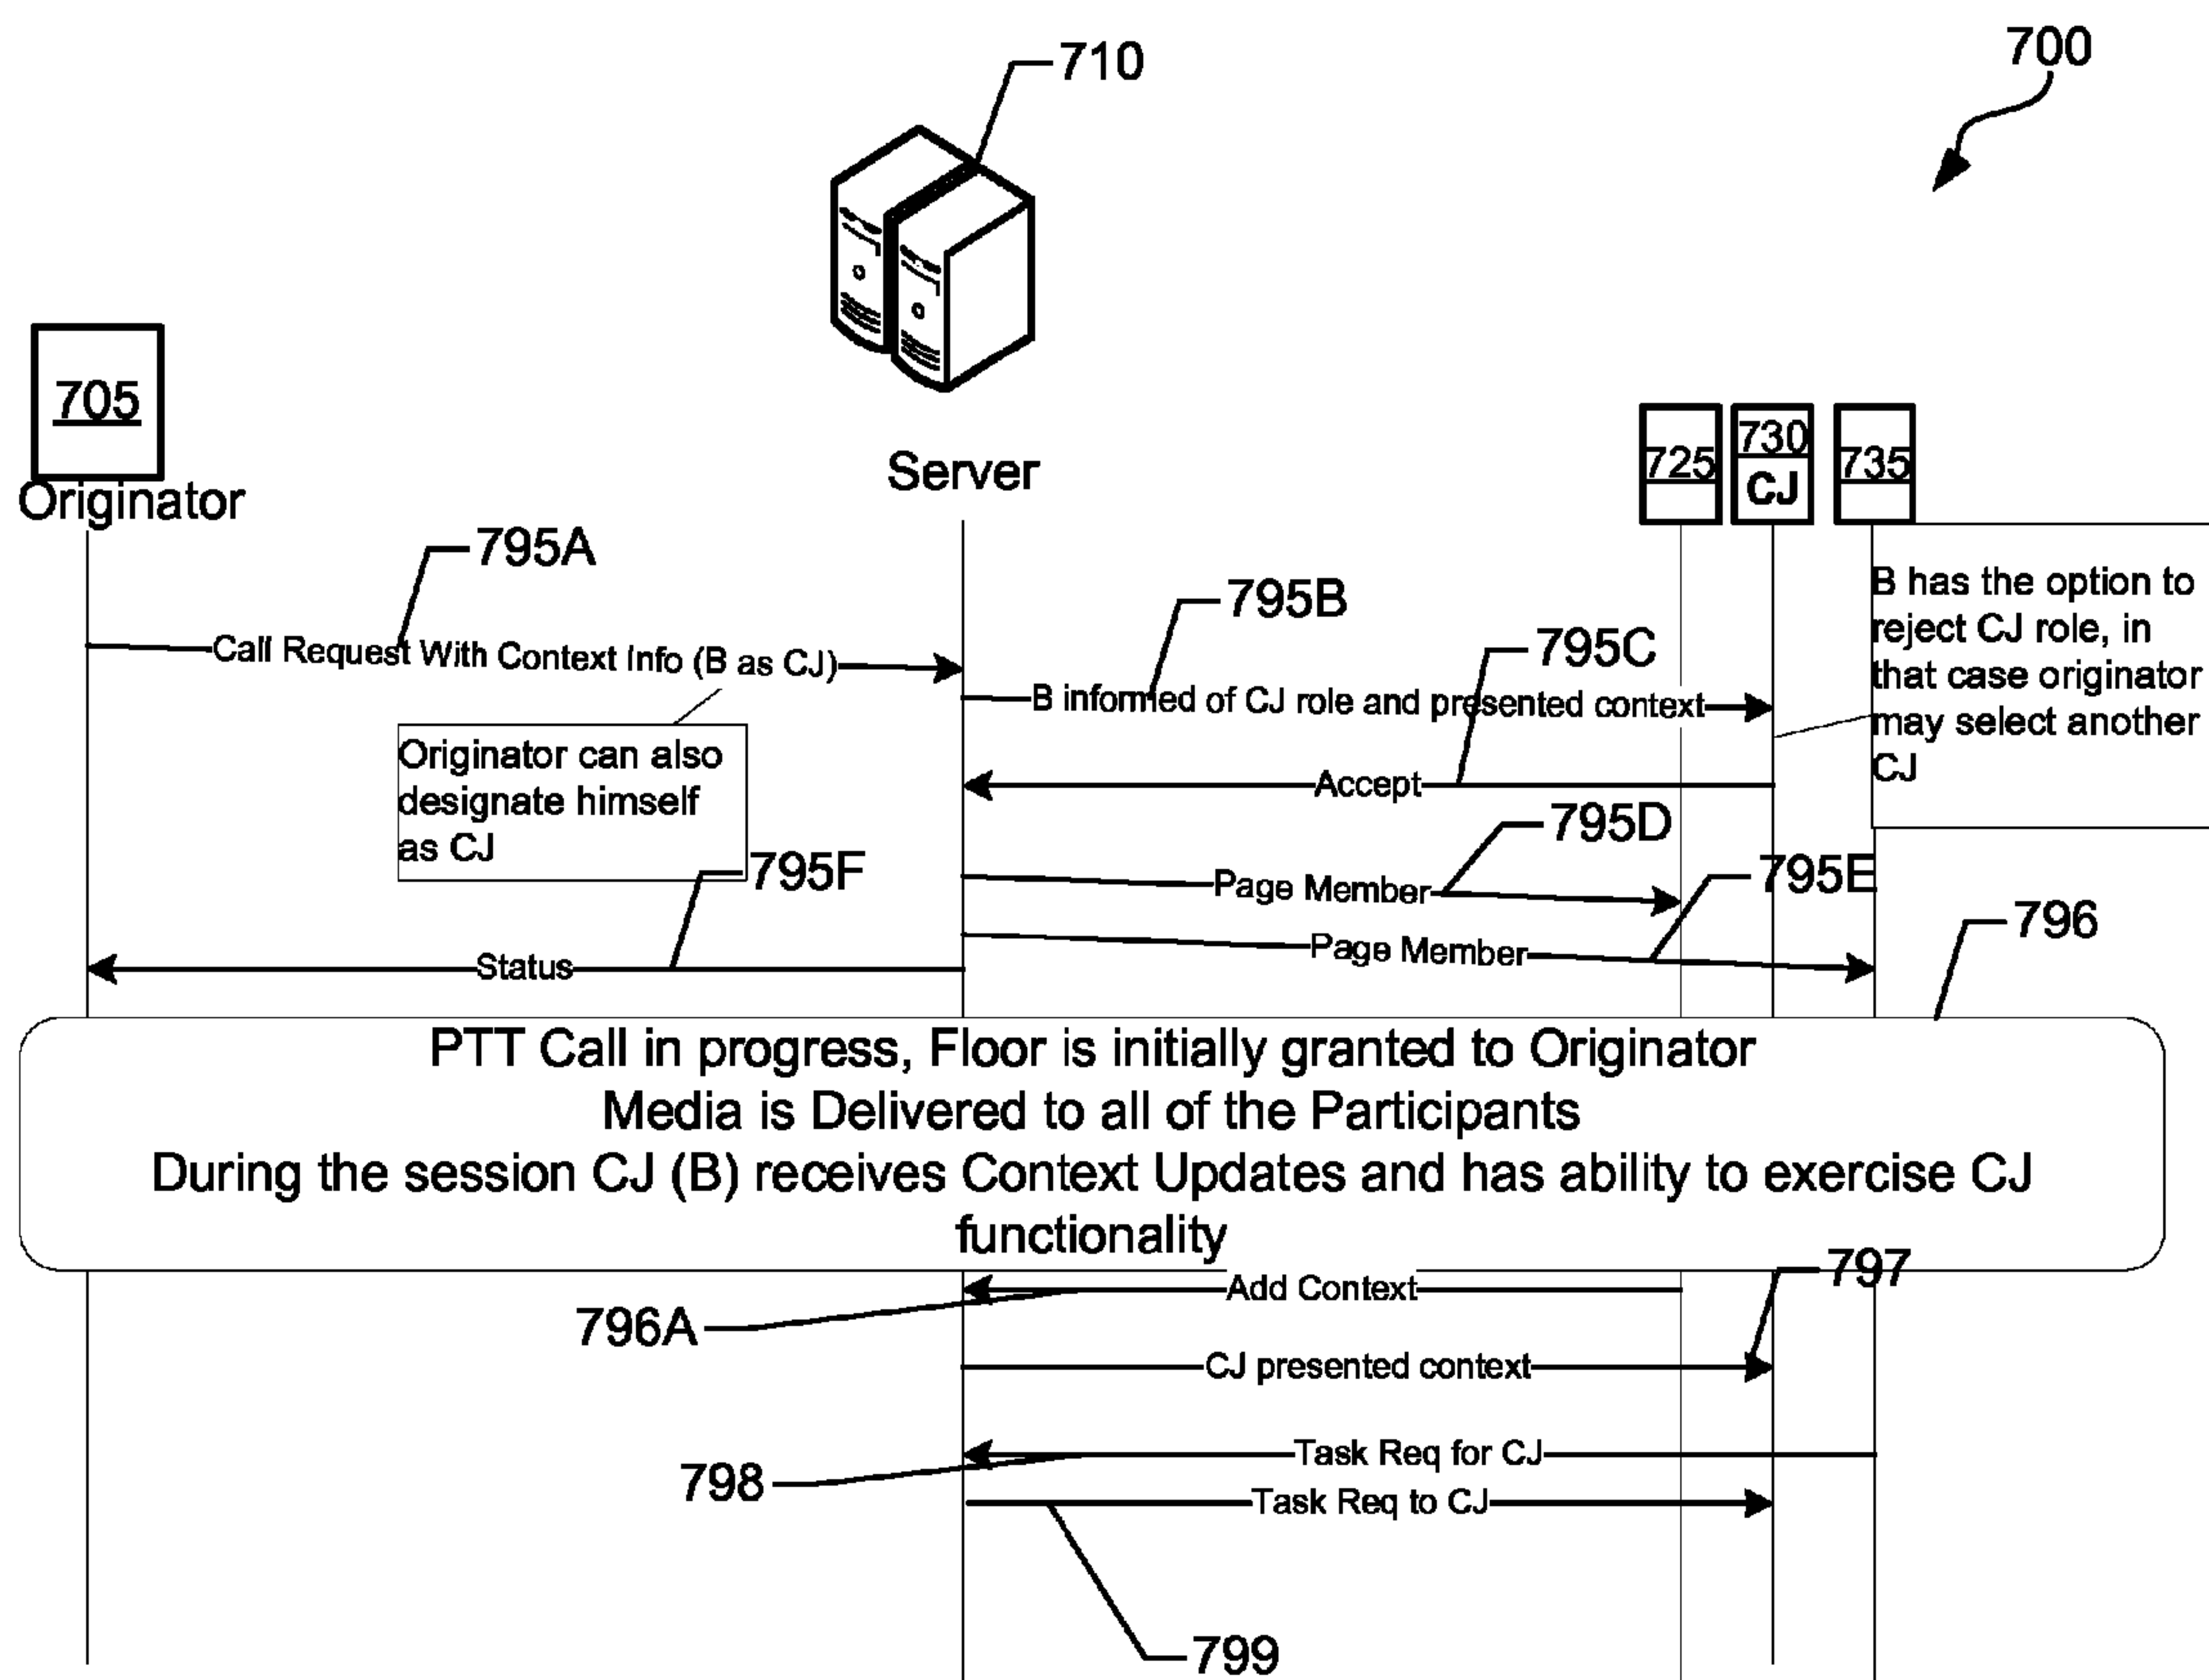 710
700
705
Originator
Server
725
730
CJ
735
795A
Call Request With Context Info (B as CJ)
795B
B informed of CJ role and presented context
795C
B has the option to
reject CJ role, in
that case originator
may select another
CJ
Originator can also
designate himself
as CJ
Accept
795D
Page Member
795E
Page Member
795F
Status
796
PTT Call in progress, Floor is initially granted to Originator
Media is Delivered to all of the Participants
During the session CJ (B) receives Context Updates and has ability to exercise CJ
functionality
797
Add Context
796A
CJ presented context
Task Req for CJ
798
Task Req to CJ
799